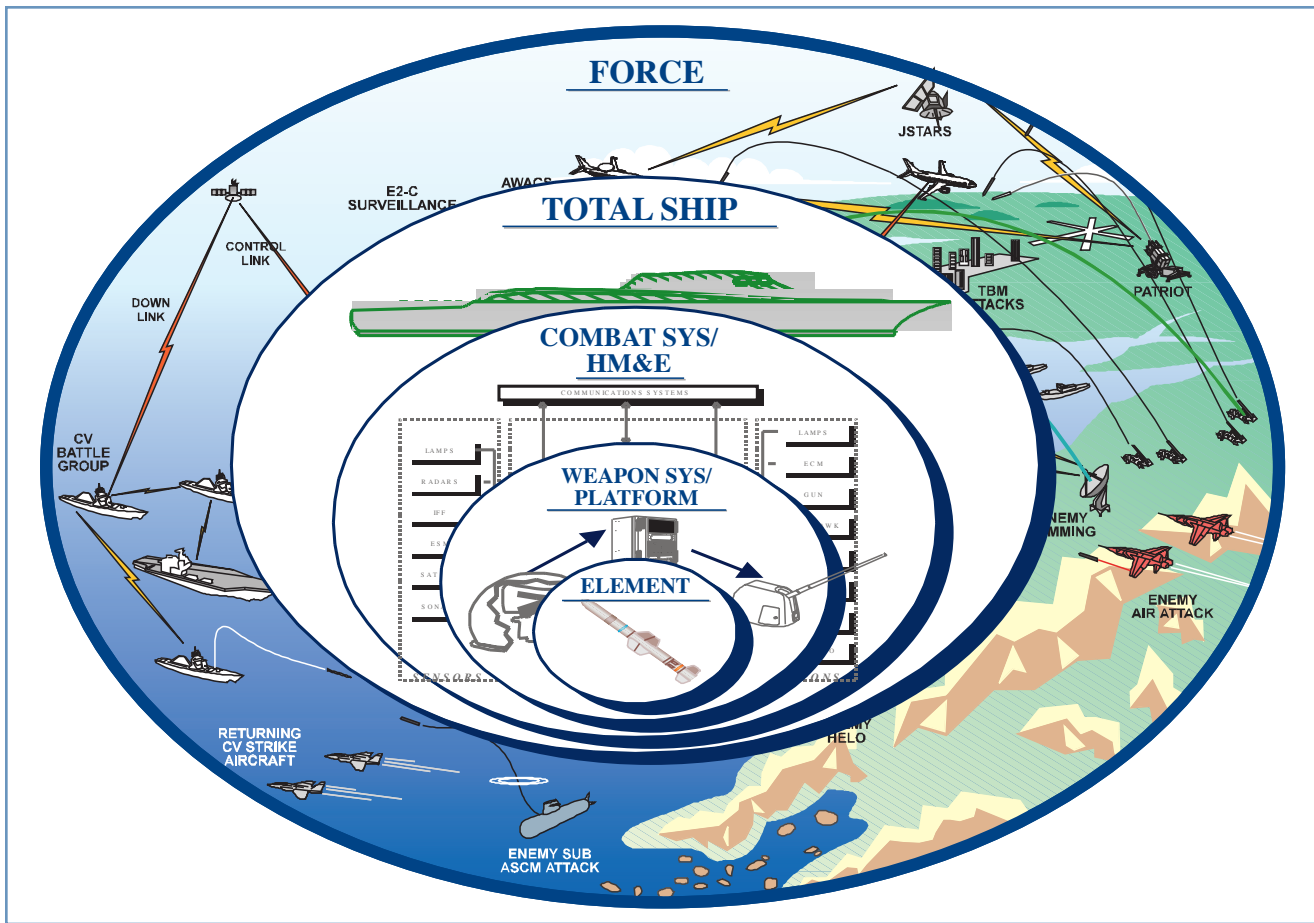 FORCE
JSTARS
AWACS
E2-C
SURVEILLANCE
TOTAL SHIP
CONTROL
LINK
DOWN
LINK
TBM
PATRIOT
COMBAT SYS/
HM&E
COMMUNICATIONS SYSTEMS
CV
BATTLE
GROUP
LAMPS
RADARS
IFF
LAMPS
ECM
GUN
WEAPON SYS/
PLATFORM
ELEMENT
SENSORS
ENEMY
AIR ATTACK
HELO
RETURNING
CV STRIKE
AIRCRAFT
ENEMY SUB
ASCM ATTACK